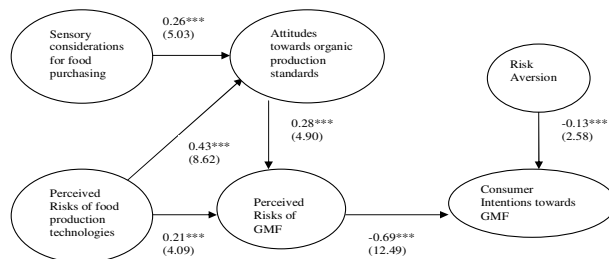 0.26***
(5.03)
Sensory
considerations
for food
purchasing
Attitudes
towards organic
production
standards
Risk
Aversion
0.43***
(8.62)
0.28***
(4.90)
-0.13***
(2.58)
Perceived
Risks of food
production
technologies
Perceived
Risks of
GMF
Consumer
Intentions towards
GMF
0.21***
(4.09)
-0.69***
(12.49)